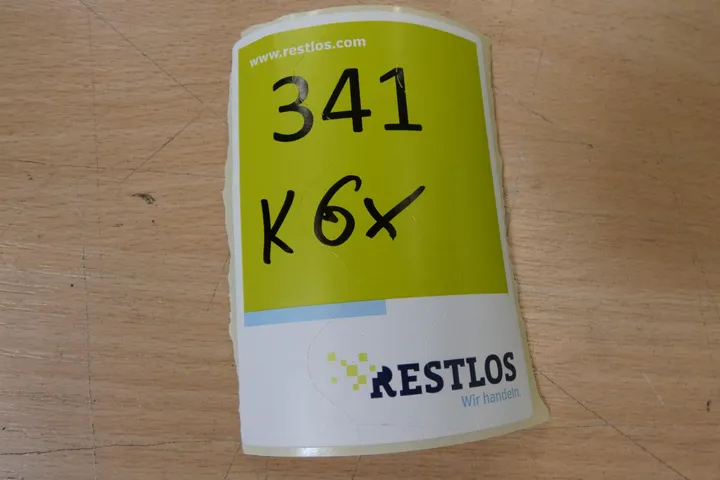 www.restlos.com
341
K 6x
RESTLOS
Wir handeln.